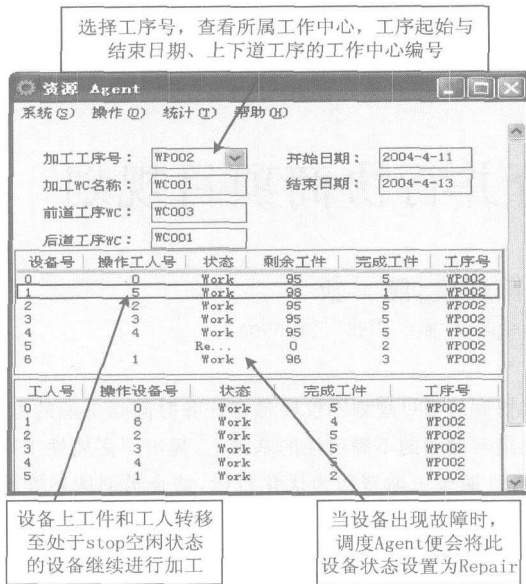 选择工序号，查看所属工作中心，工序起始与
结束日期、上下道工序的工作中心编号
资源 Agent
系统(S) 操作(O) 统计(T) 帮助(H)
加工工序号： WP002 开始日期： 2004-4-11
加工WC名称： WC001 结束日期： 2004-4-13
前道工序WC： WC003
后道工序WC： WC001
设备号 操作工人号 状态 剩余工件 完成工件 工序号
0 0 Work 95 5 WP002
1 5 Work 98 1 WP002
2 2 Work 95 5 WP002
3 3 Work 95 5 WP002
4 4 Work 95 5 WP002
5 Re... 0 2 WP002
6 1 Work 96 3 WP002
工人号 操作设备号 状态 完成工件 工序号
0 0 Work 5 WP002
1 6 Work 4 WP002
2 2 Work 5 WP002
3 3 Work 5 WP002
4 4 Work 5 WP002
5 1 Work 2 WP002
设备上工件和工人转移
至处于stop空闲状态
的设备继续进行加工
当设备出现故障时，
调度Agent便会将此
设备状态设置为Repair